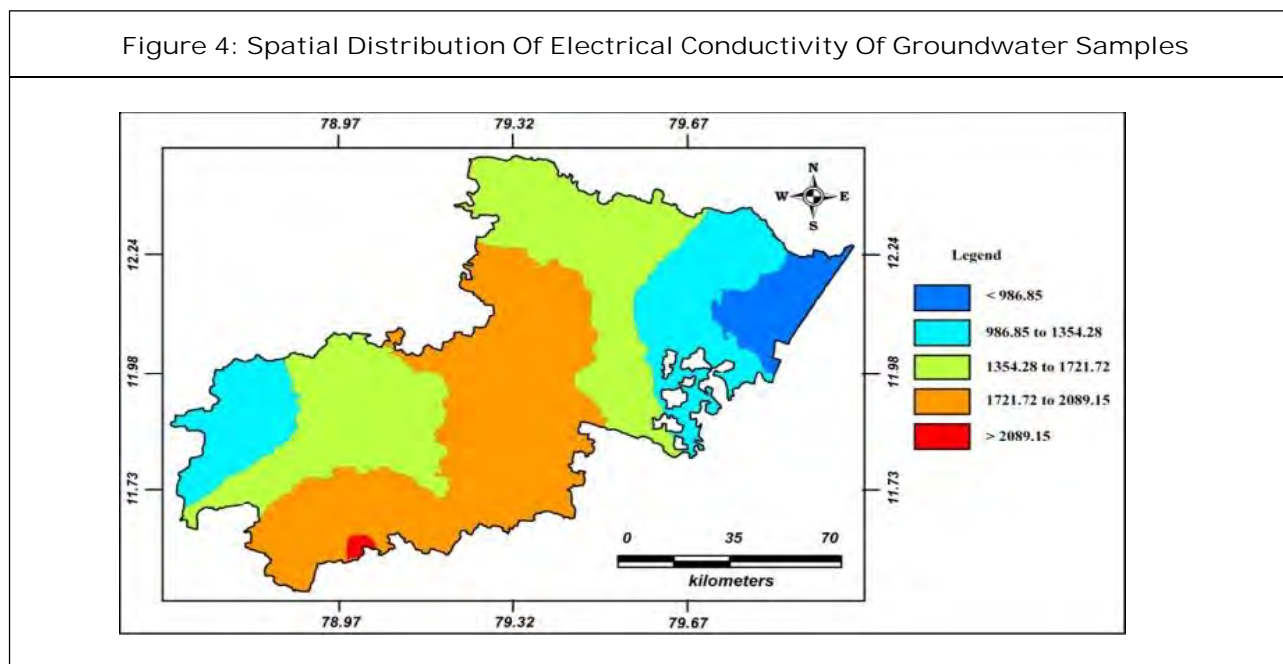 Figure 4: Spatial Distribution Of Electrical Conductivity Of Groundwater Samples
78.97 79.32 79.67
N
W E
S
12.24 12.24
Legend
< 986.85
986.85 to 1354.28
1354.28 to 1721.72
1721.72 to 2089.15
> 2089.15
11.98 11.98
11.73 11.73
0 35 70
kilometers
78.97 79.32 79.67